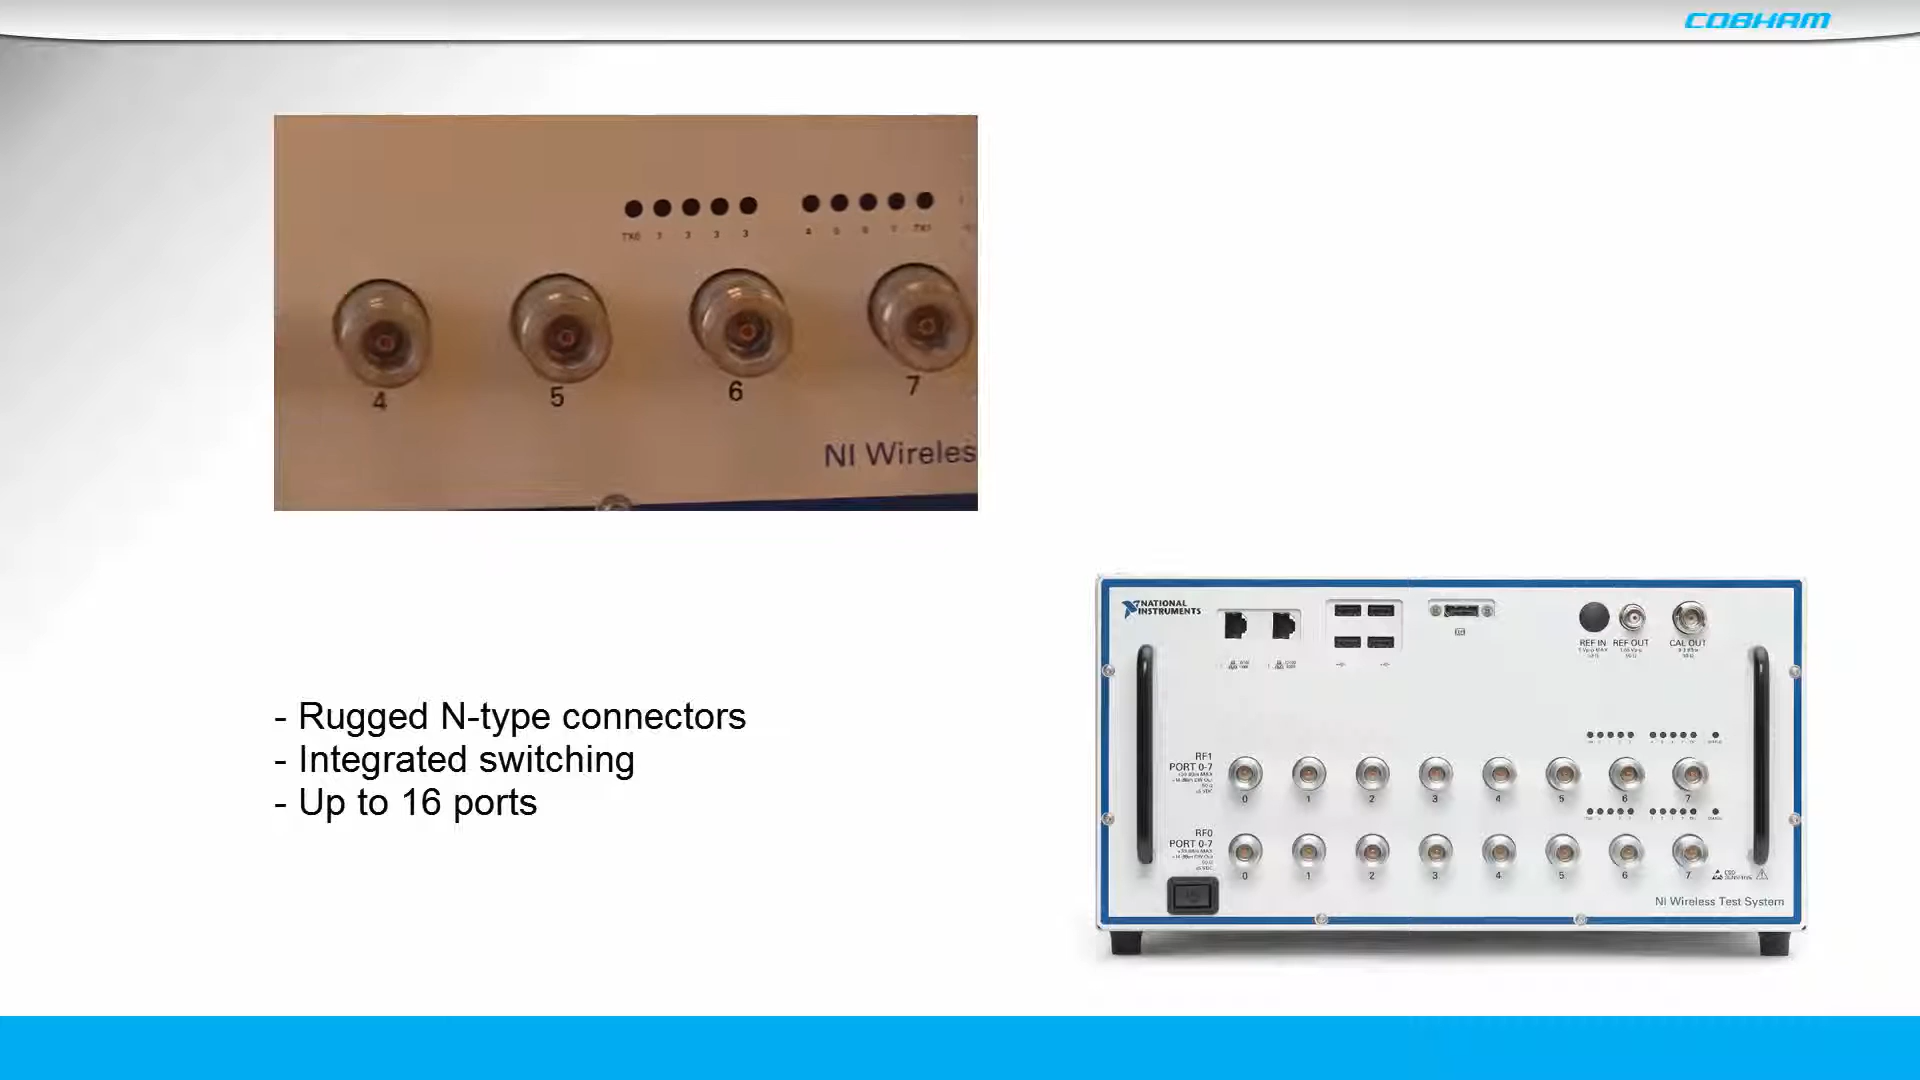 COBHAM
4
5
6
7
NI Wireles
- Rugged N-type connectors
- Integrated switching
- Up to 16 ports
NATIONAL
INSTRUMENTS
REF IN
REF OUT
CAL OUT
RF1
PORT 0-7
0 1 2 3 4 5 6 7
RF0
PORT 0-7
0 1 2 3 4 5 6 7
NI Wireless Test System